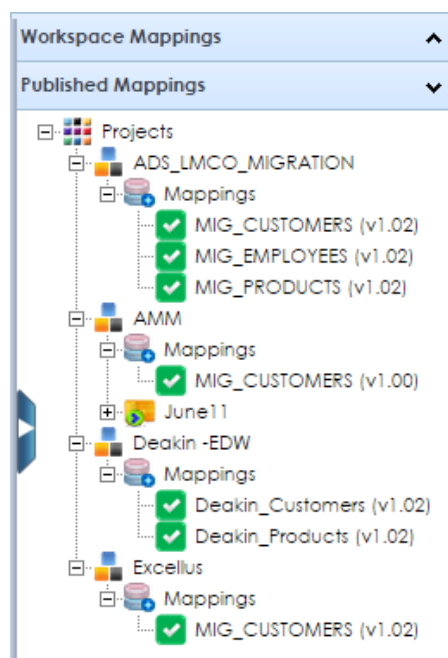 Workspace Mappings
Published Mappings
Projects
ADS_LMCO_MIGRATION
Mappings
MIG_CUSTOMERS (v1.02)
MIG_EMPLOYEES (v1.02)
MIG_PRODUCTS (v1.02)
AMM
Mappings
MIG_CUSTOMERS (v1.00)
June11
Deakin -EDW
Mappings
Deakin_Customers (v1.02)
Deakin_Products (v1.02)
Excellus
Mappings
MIG_CUSTOMERS (v1.02)